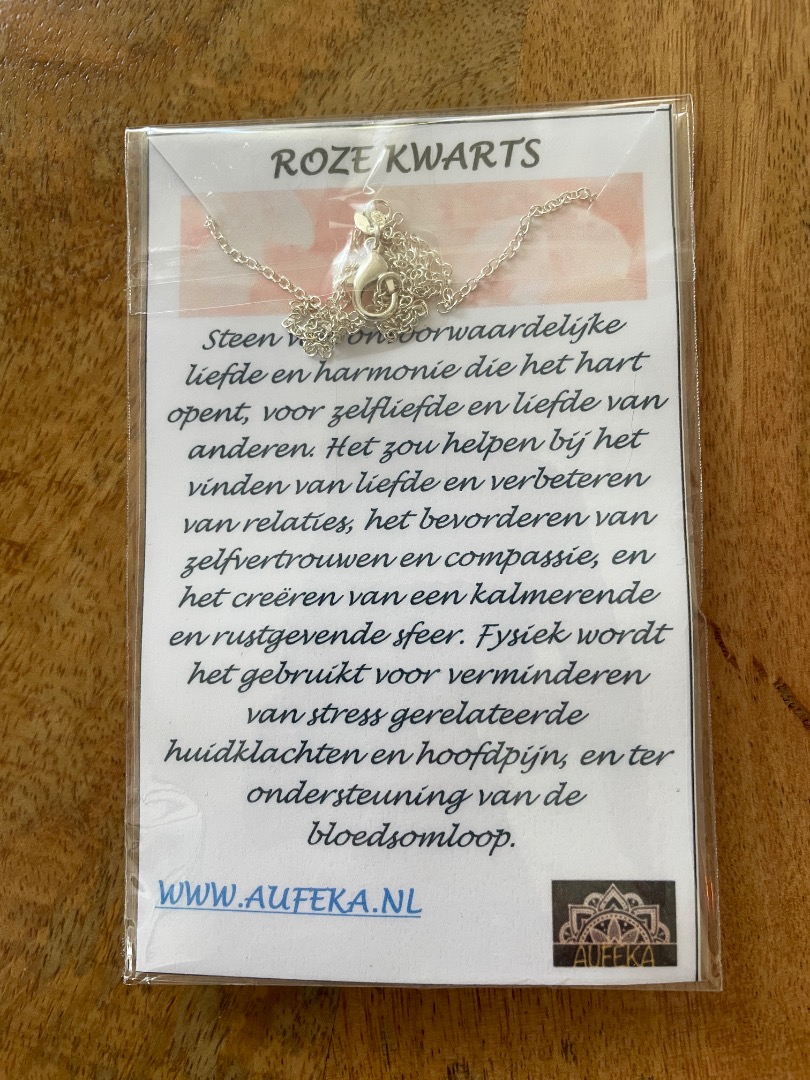 ROZE KWARTS
Steen onvoorwaardelijke
liefde en harmonie die het hart
opent, voor zelfliefde en liefde van
anderen. Het zou helpen bij het
vinden van liefde en verbeteren
van relaties, het bevorderen van
zelfvertrouwen en compassie, en
het creëren van een kalmerende
en rustgevende sfeer. Fysiek wordt
het gebruikt voor verminderen
van stress gerelateerde
huidklachten en hoofdpijn, en ter
ondersteuning van de
bloedsomloop.
WWW.AUFEKA.NL
AUFEKA